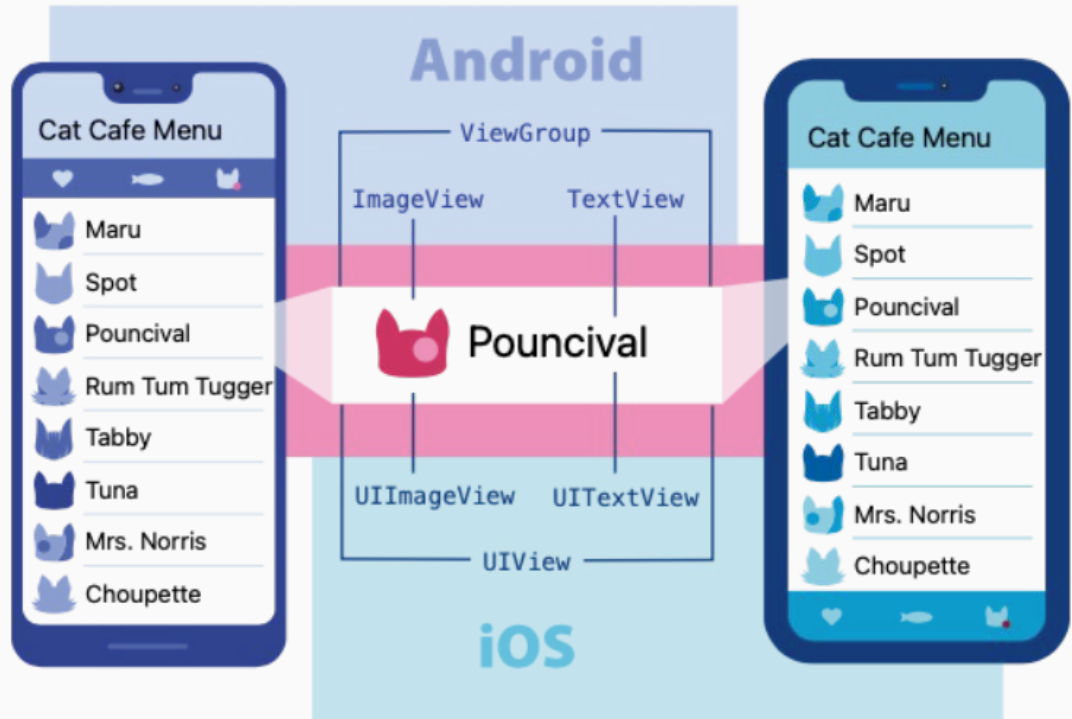 Android
Cat Cafe Menu
Maru
Spot
Pouncival
Rum Tum Tugger
Tabby
Tuna
Mrs. Norris
Choupette
ViewGroup
ImageView TextView
Pouncival
UIImageView UITextView
UIView
iOS
Cat Cafe Menu
Maru
Spot
Pouncival
Rum Tum Tugger
Tabby
Tuna
Mrs. Norris
Choupette